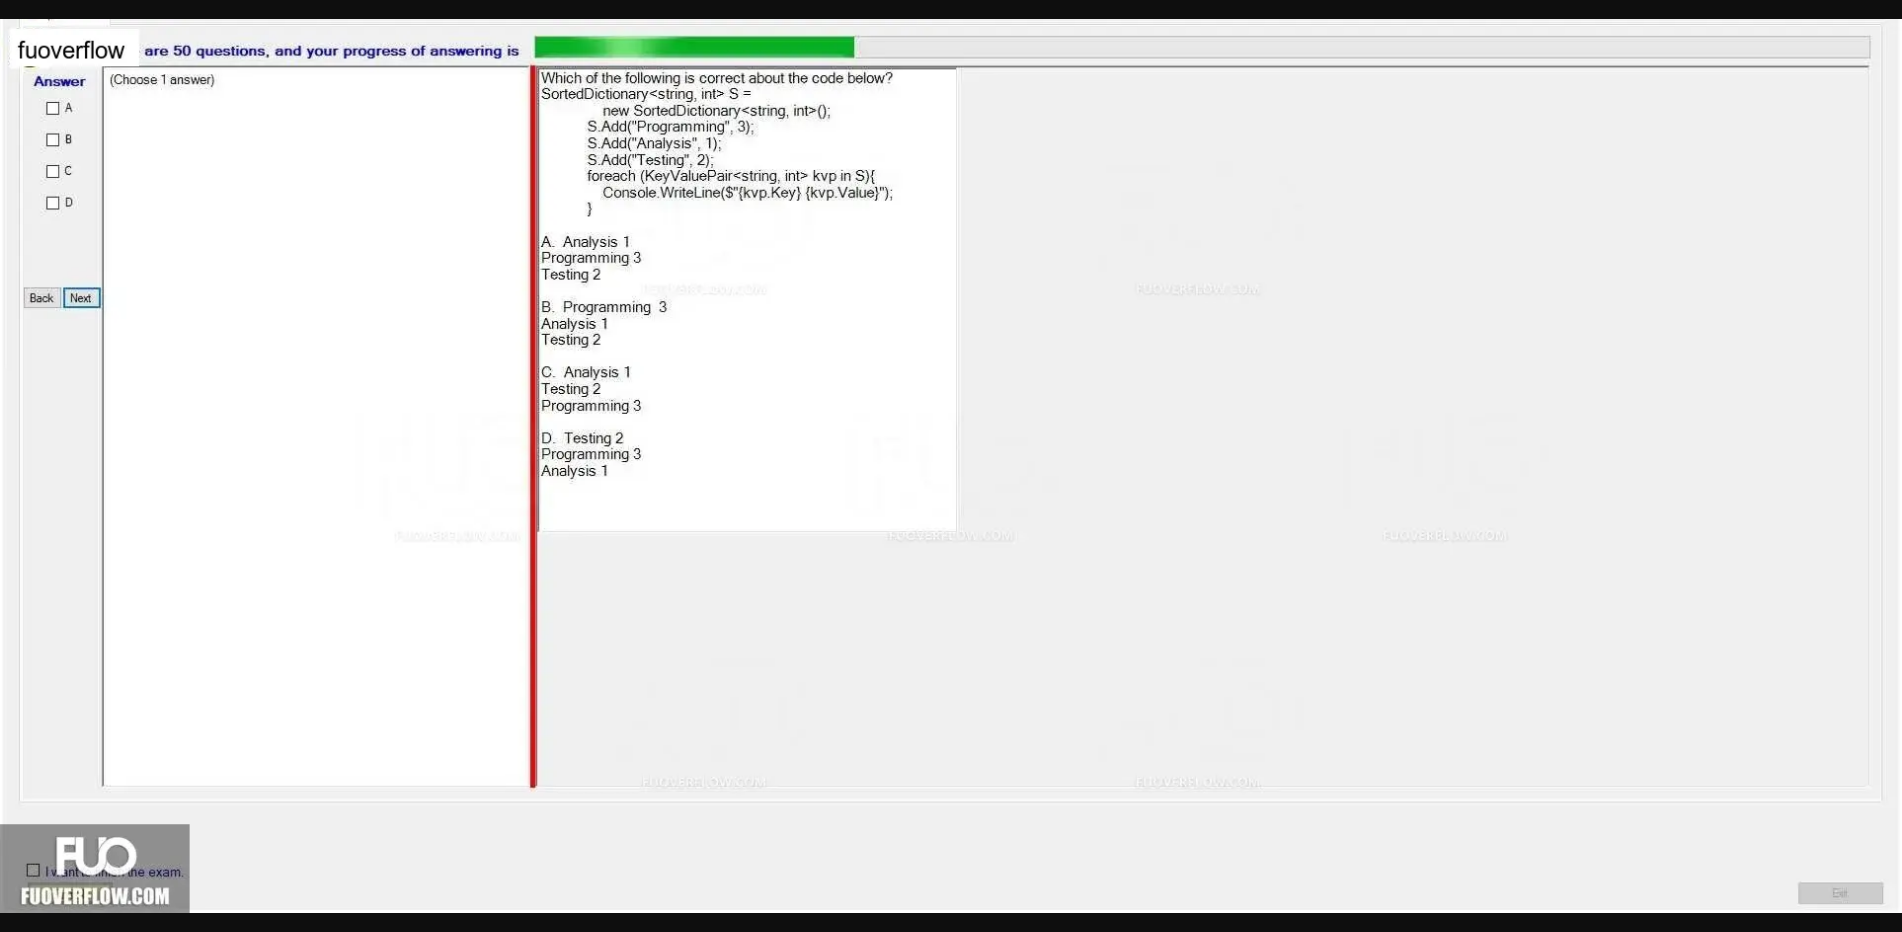 fuoverflow are 50 questions, and your progress of answering is
Answer
(Choose 1 answer)
A
B
C
D
Back Next
Which of the following is correct about the code below?
SortedDictionary<string, int> S =
new SortedDictionary<string, int>();
S.Add("Programming", 3);
S.Add("Analysis", 1);
S.Add("Testing", 2);
foreach (KeyValuePair<string, int> kvp in S){
Console.WriteLine($"{kvp.Key} {kvp.Value}");
}
A. Analysis 1
Programming 3
Testing 2
B. Programming 3
Analysis 1
Testing 2
C. Analysis 1
Testing 2
Programming 3
D. Testing 2
Programming 3
Analysis 1
FUOVERFLOW.COM FUOVERFLOW.COM
FUOVERFLOW.COM FUOVERFLOW.COM FUOVERFLOW.COM
FUOVERFLOW.COM FUOVERFLOW.COM
FUO
I want to finish the exam.
FUOVERFLOW.COM
Exit